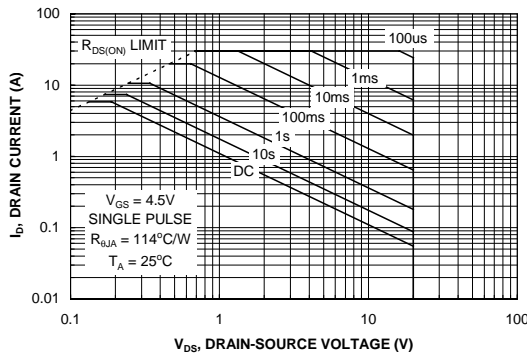 100
10
1
0.1
0.01
0.1
1
10
100
I_D, DRAIN CURRENT (A)
V_DS, DRAIN-SOURCE VOLTAGE (V)
R_DS(ON) LIMIT
100us
1ms
10ms
100ms
1s
10s
DC
V_GS = 4.5V
SINGLE PULSE
R_θJA = 114°C/W
T_A = 25°C